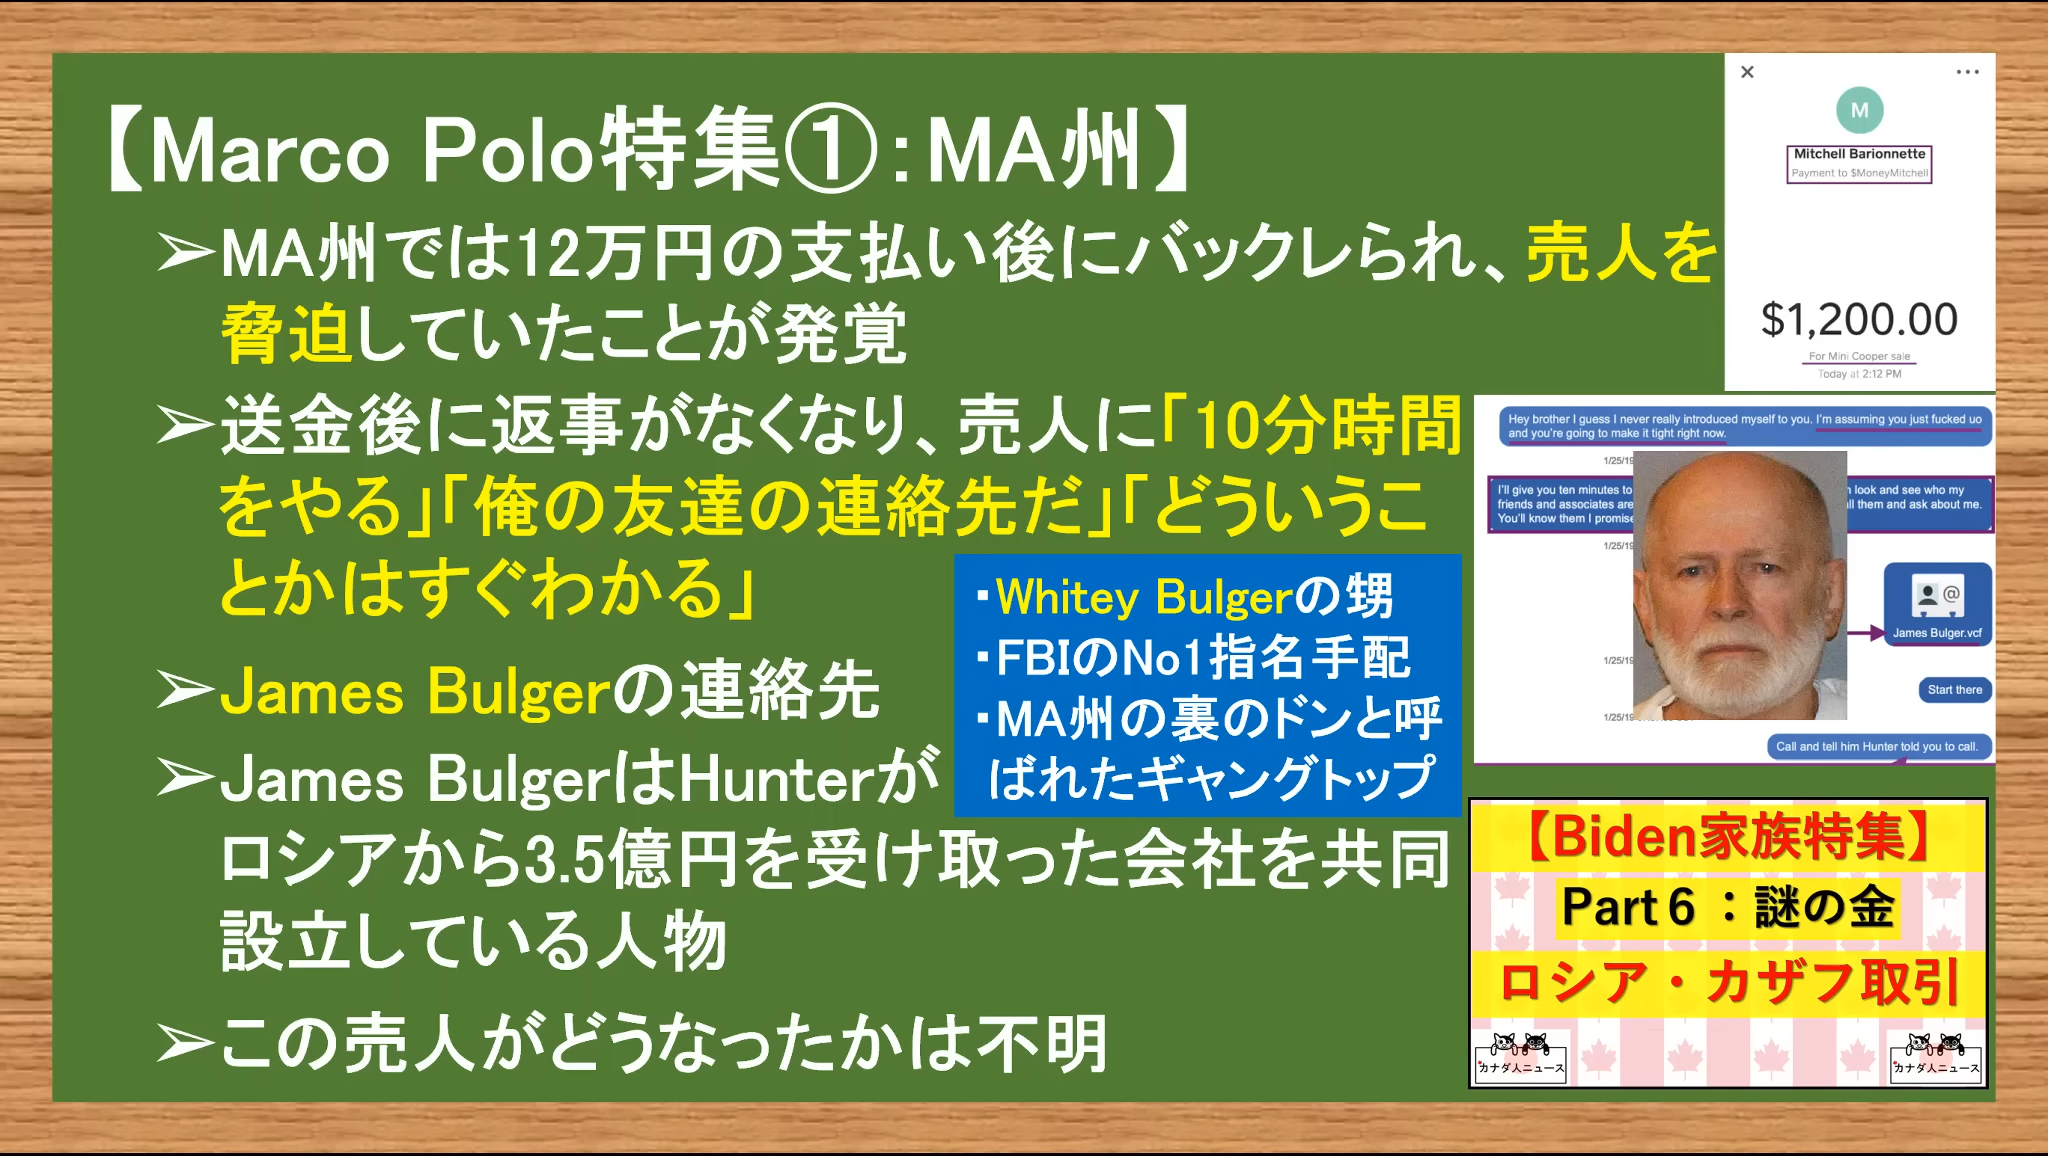 【Marco Polo特集①：MA州】
➢MA州では12万円の支払い後にバックレられ、売人を
脅迫していたことが発覚
➢送金後に返事がなくなり、売人に「10分時間
をやる」「俺の友達の連絡先だ」「どういうこ
とかはすぐわかる」
➢James Bulgerの連絡先
➢James BulgerはHunterが
ロシアから3.5億円を受け取った会社を共同
設立している人物
➢この売人がどうなったかは不明
・Whitey Bulgerの甥
・FBIのNo1指名手配
・MA州の裏のドンと呼
ばれたギャングトップ
M
Mitchell Barionnette
Payment to $MoneyMitchell
$1,200.00
For Mini Cooper sale
Today at 2:12 PM
Hey brother I guess I never really introduced myself to you. I'm assuming you just fucked uo
and you're going to make it tight right now.
1/25/19
I'll give you ten minutes to look and see who my
friends and associates are ll them and ask about me.
You'll know them I promise
1/25/19
James Bulger.vcf
1/25/19
Start there
1/25/19
Call and tell him Hunter told you to call.
【Biden家族特集】
Part６：謎の金
ロシア・カザフ取引
カナダ人ニュース
カナダ人ニュース